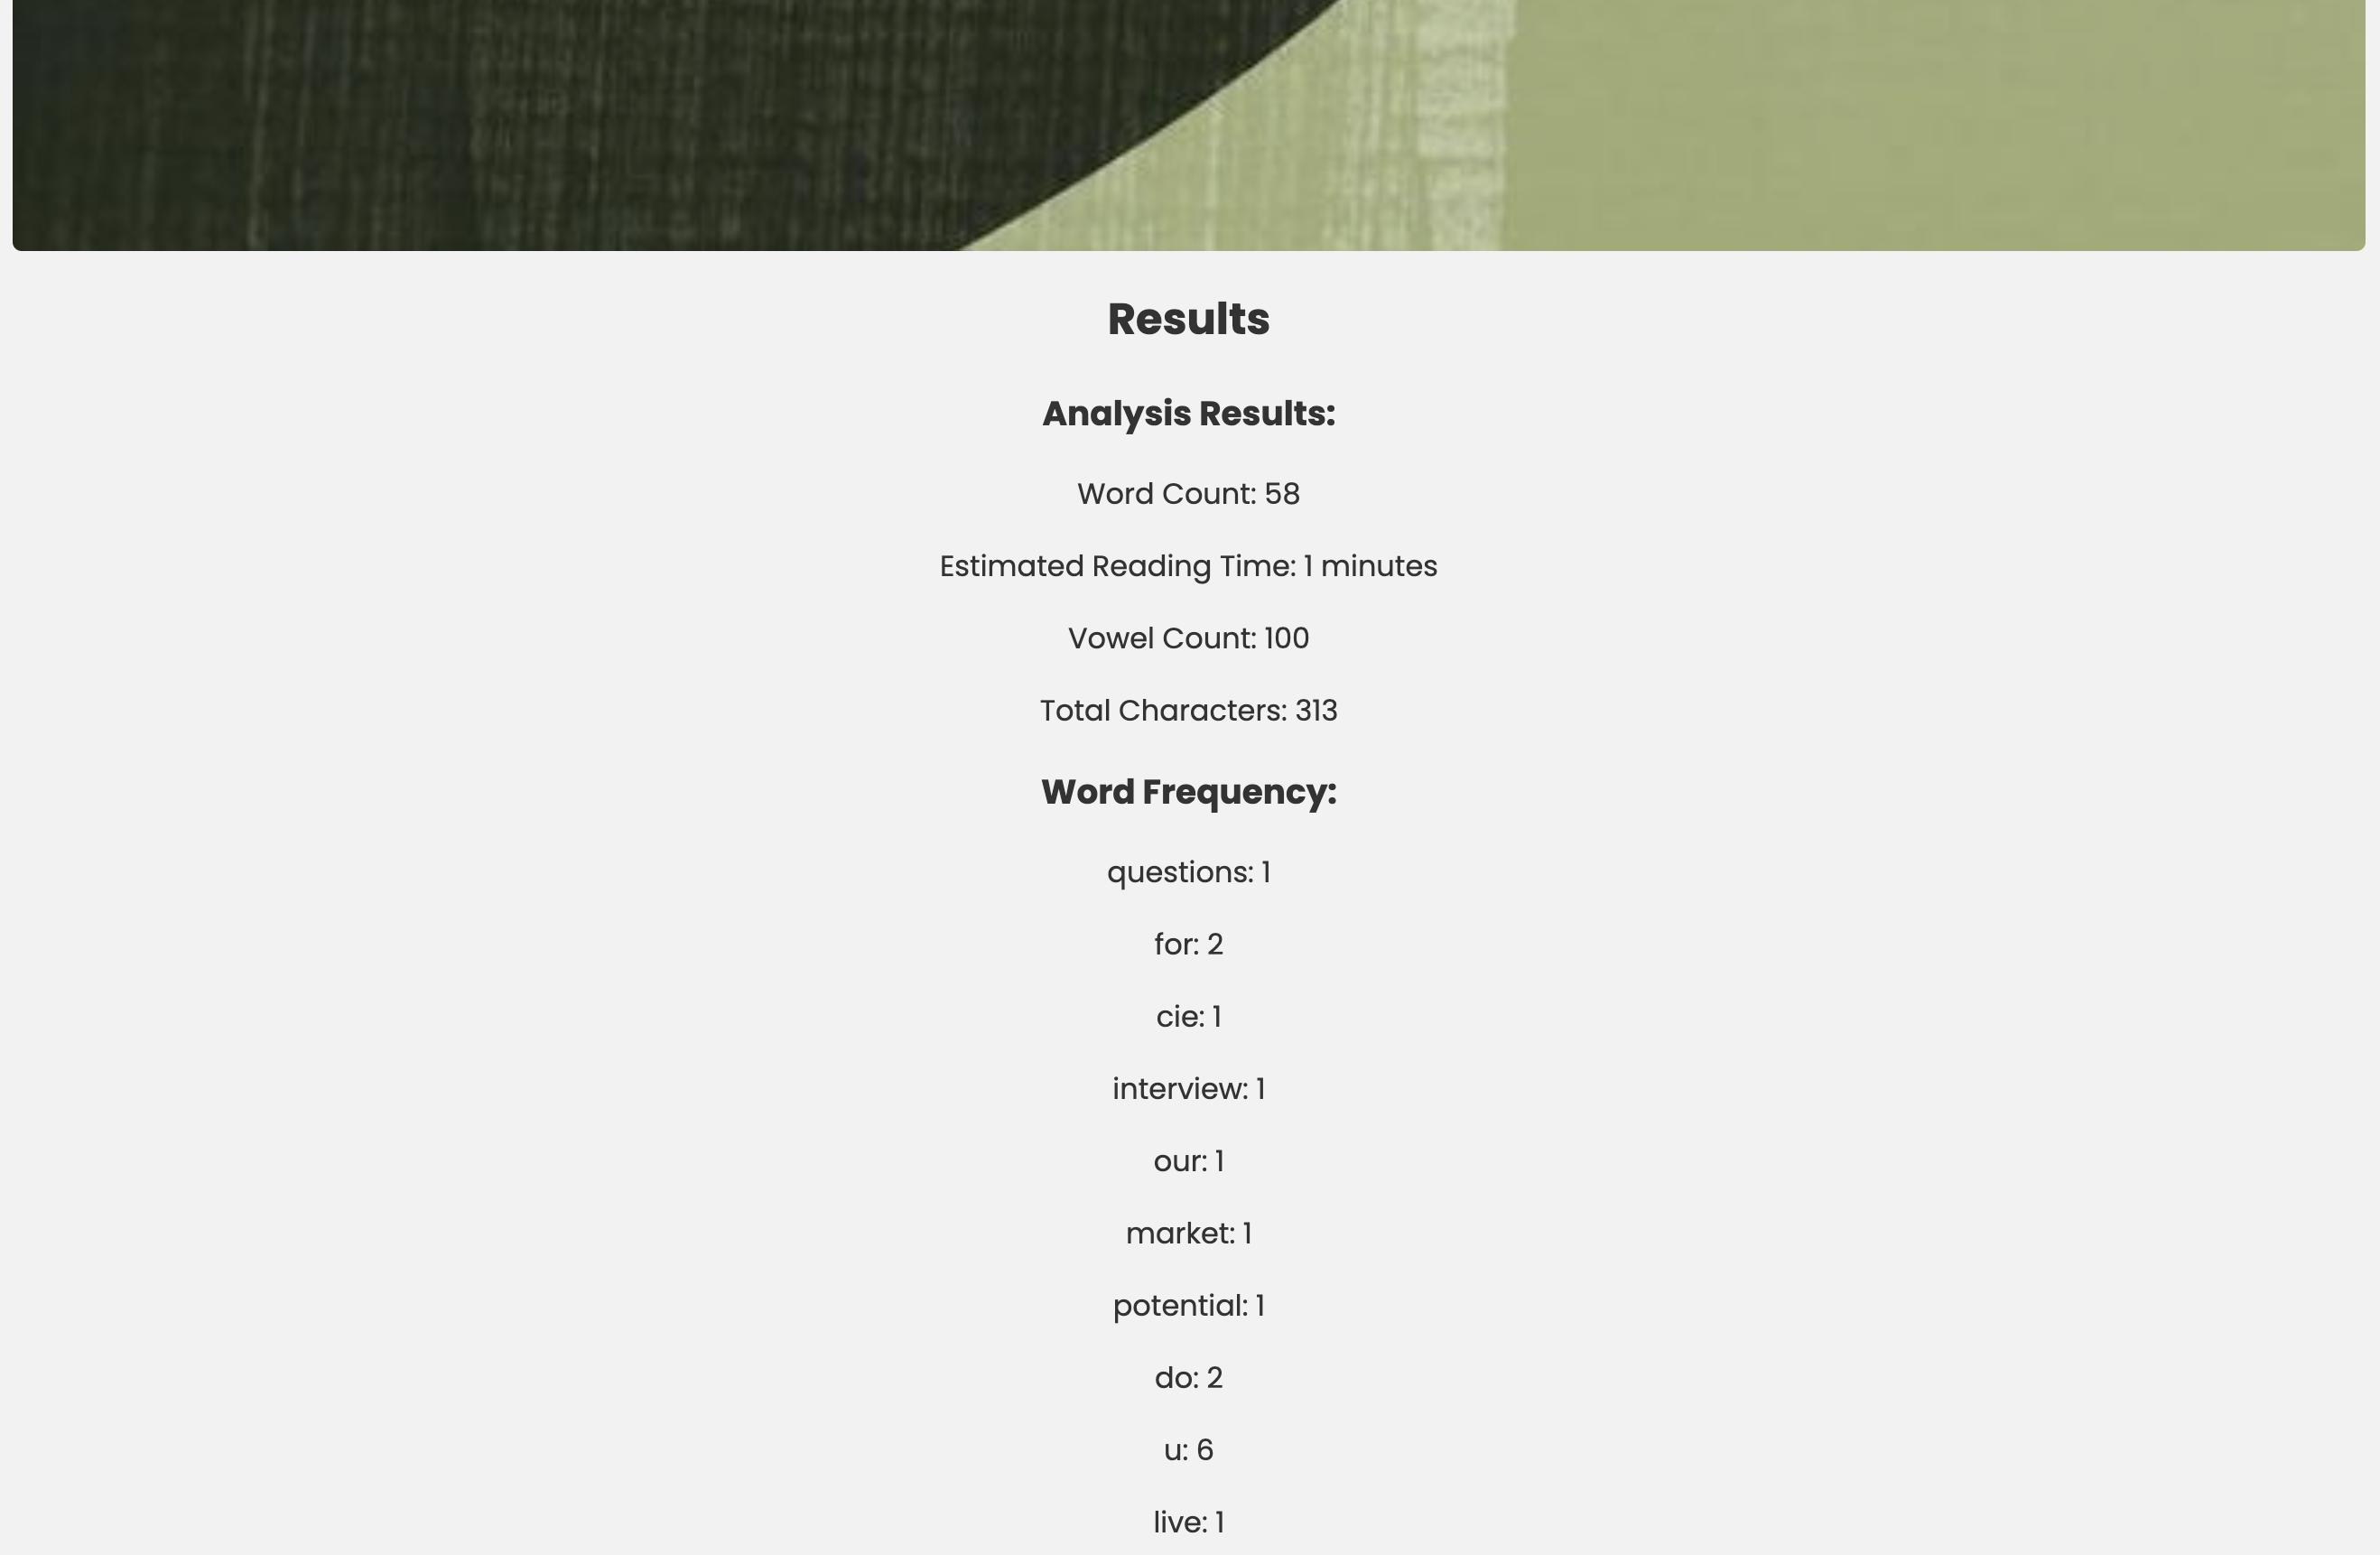 Results
Analysis Results:
Word Count: 58
Estimated Reading Time: 1 minutes
Vowel Count: 100
Total Characters: 313
Word Frequency:
questions: 1
for: 2
cie: 1
interview: 1
our: 1
market: 1
potential: 1
do: 2
u: 6
live: 1